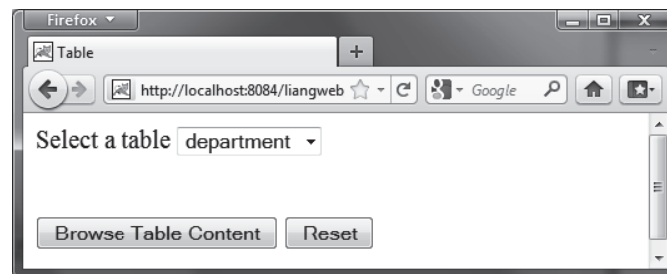 Firefox
Table
http://localhost:8084/liangweb
Google
Select a table department
Browse Table Content Reset